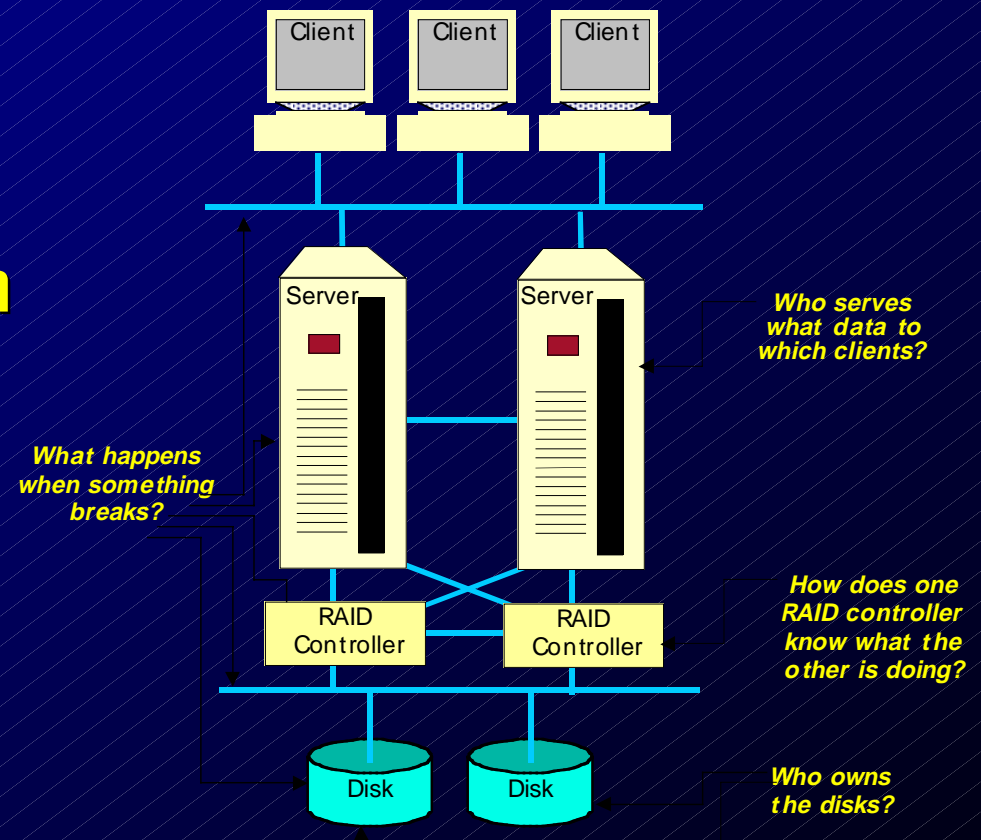 Client
Client
Client
Server
Server
Who serves
what data to
which clients?
What happens
when something
breaks?
RAID
Controller
RAID
Controller
How does one
RAID controller
know what the
other is doing?
Disk
Disk
Who owns
the disks?